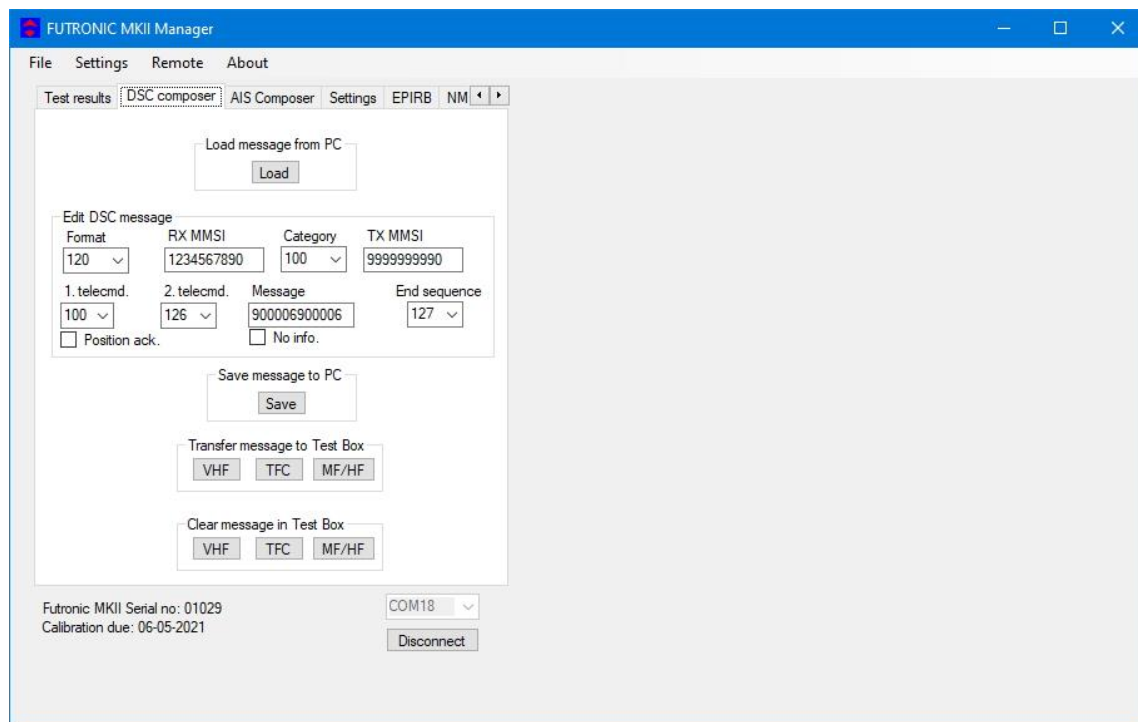 FUTRONIC MKII Manager
File Settings Remote About
Test results DSC composer AIS Composer Settings EPIRB NM
Load message from PC
Load
Edit DSC message
Format RX MMSI Category TX MMSI
120 1234567890 100 9999999990
1. telecmd. 2. telecmd. Message End sequence
100 126 900006900006 127
Position ack. No info.
Save message to PC
Save
Transfer message to Test Box
VHF TFC MF/HF
Clear message in Test Box
VHF TFC MF/HF
Futronic MKII Serial no: 01029 COM18
Calibration due: 06-05-2021
Disconnect